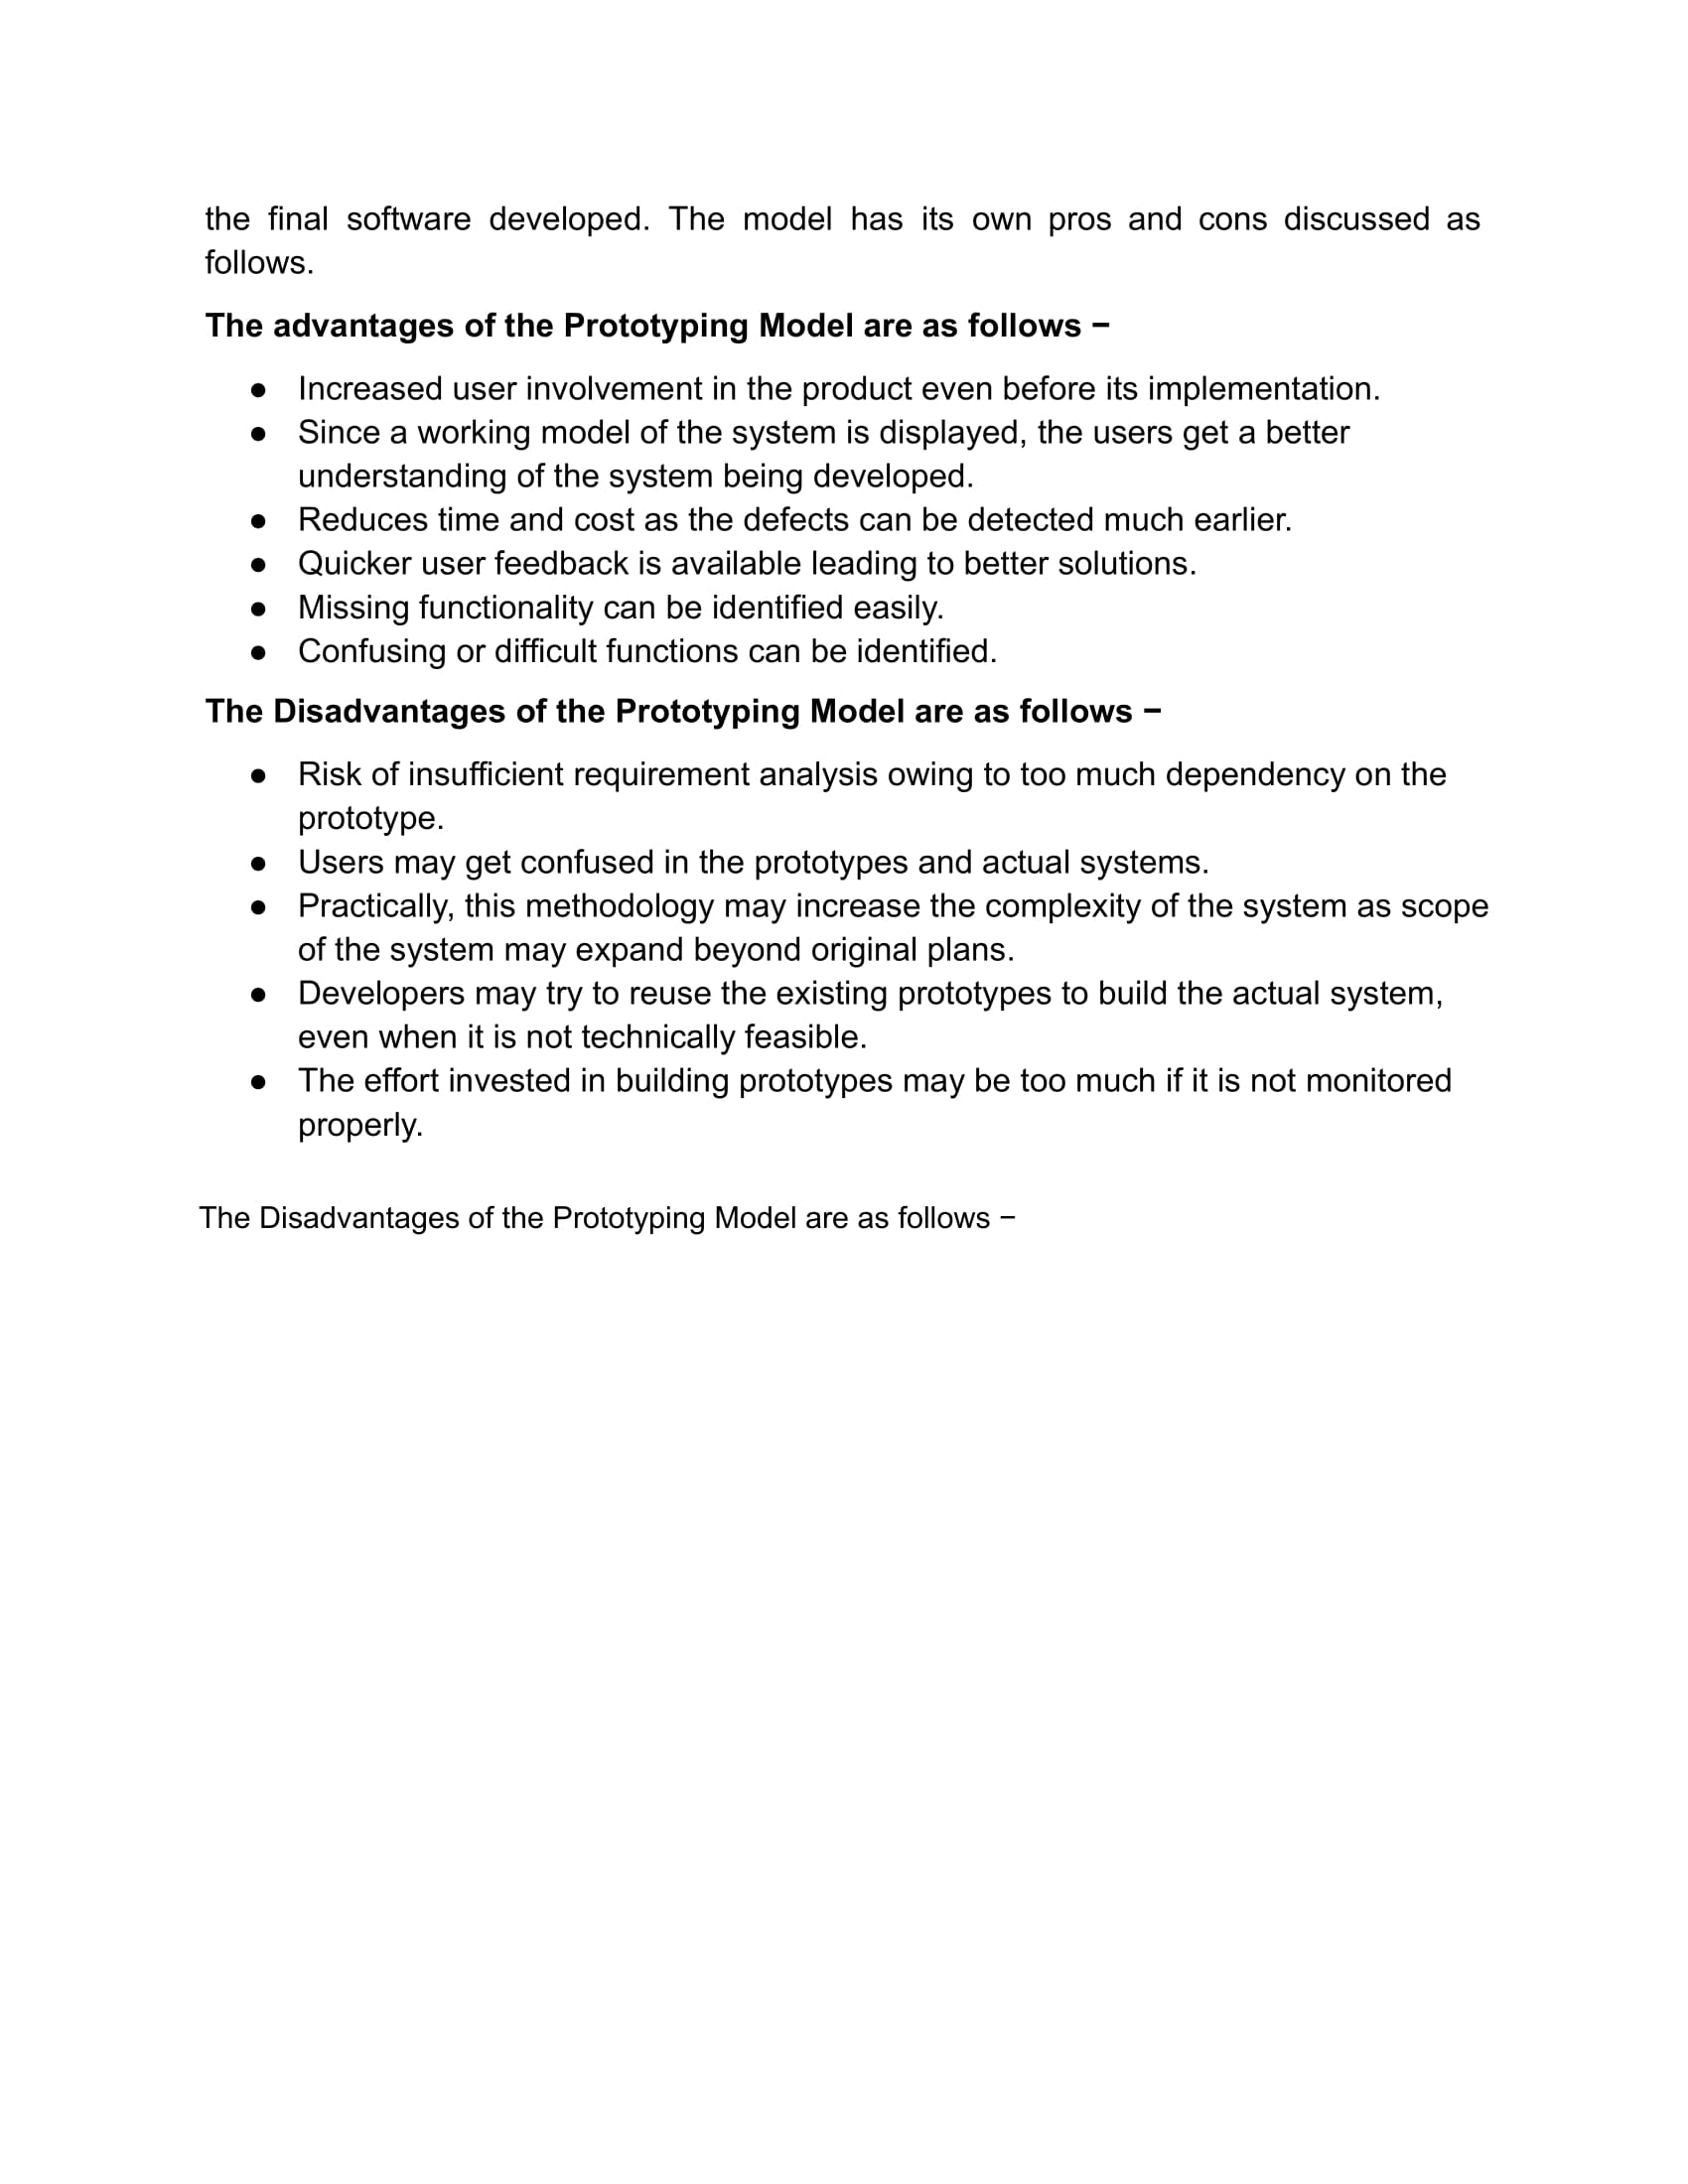 the final software developed. The model has its own pros and cons discussed as
follows.
The advantages of the Prototyping Model are as follows −
● Increased user involvement in the product even before its implementation.
● Since a working model of the system is displayed, the users get a better
understanding of the system being developed.
● Reduces time and cost as the defects can be detected much earlier.
● Quicker user feedback is available leading to better solutions.
● Missing functionality can be identified easily.
● Confusing or difficult functions can be identified.
The Disadvantages of the Prototyping Model are as follows −
● Risk of insufficient requirement analysis owing to too much dependency on the
prototype.
● Users may get confused in the prototypes and actual systems.
● Practically, this methodology may increase the complexity of the system as scope
of the system may expand beyond original plans.
● Developers may try to reuse the existing prototypes to build the actual system,
even when it is not technically feasible.
● The effort invested in building prototypes may be too much if it is not monitored
properly.
The Disadvantages of the Prototyping Model are as follows −